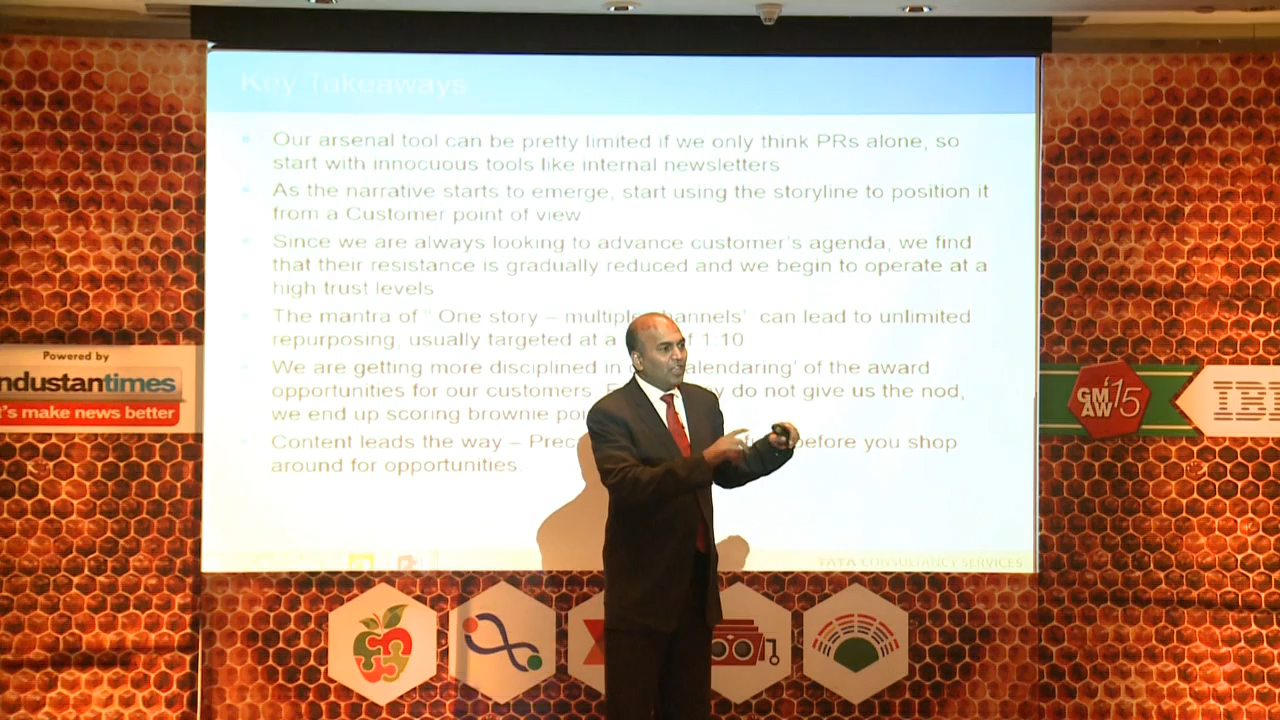 Key Takeaways
Our arsenal tool can be pretty limited if we only think PRs alone, so
start with innocuous tools like internal newsletters
As the narrative starts to emerge, start using the storyline to position it
from a Customer point of view
Since we are always looking to advance customer's agenda, we find
that their resistance is gradually reduced and we begin to operate at a
high trust levels
The mantra of " One story – multiple channels' can lead to unlimited
repurposing, usually targeted at a of 1:10
We are getting more disciplined in calendaring' of the award
opportunities for our customers. do not give us the nod,
we end up scoring brownie
Content leads the way – before you shop
around for opportunities.
TATA CONSULTANCY SERVICES
Powered by
ndustantimes
t's make news better
GM '15
AW
IB